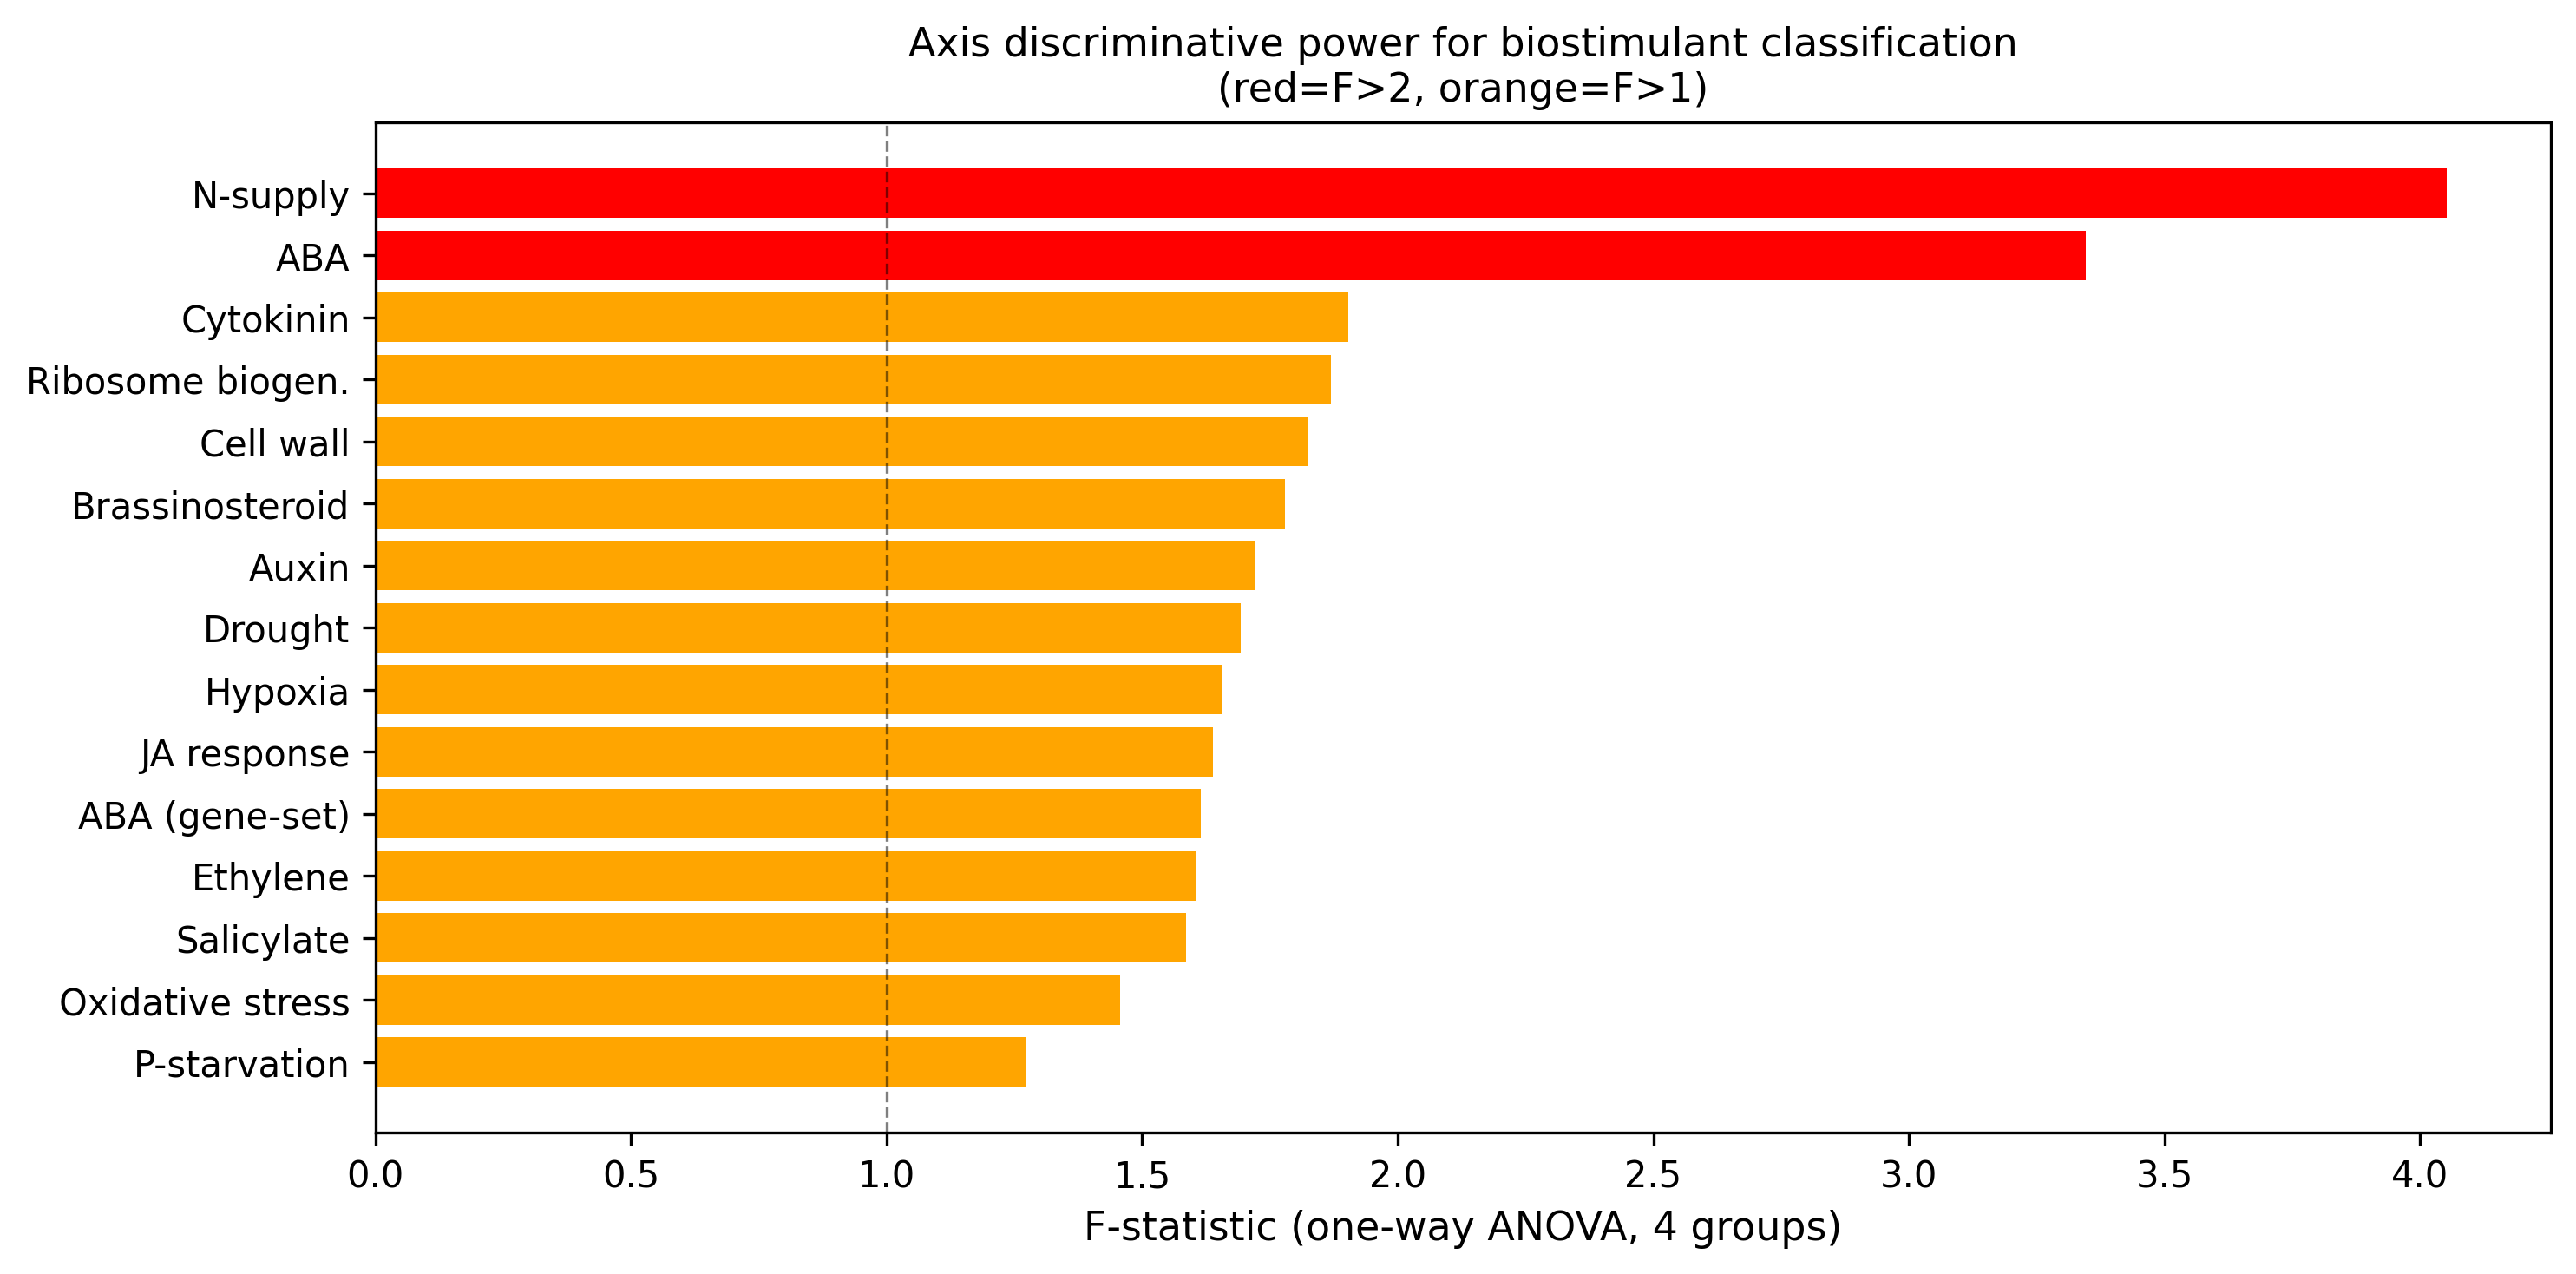 Axis discriminative power for biostimulant classification
(red=F>2, orange=F>1)
N-supply
ABA
Cytokinin
Ribosome biogen.
Cell wall
Brassinosteroid
Auxin
Drought
Hypoxia
JA response
ABA (gene-set)
Ethylene
Salicylate
Oxidative stress
P-starvation
0.0 0.5 1.0 1.5 2.0 2.5 3.0 3.5 4.0
F-statistic (one-way ANOVA, 4 groups)